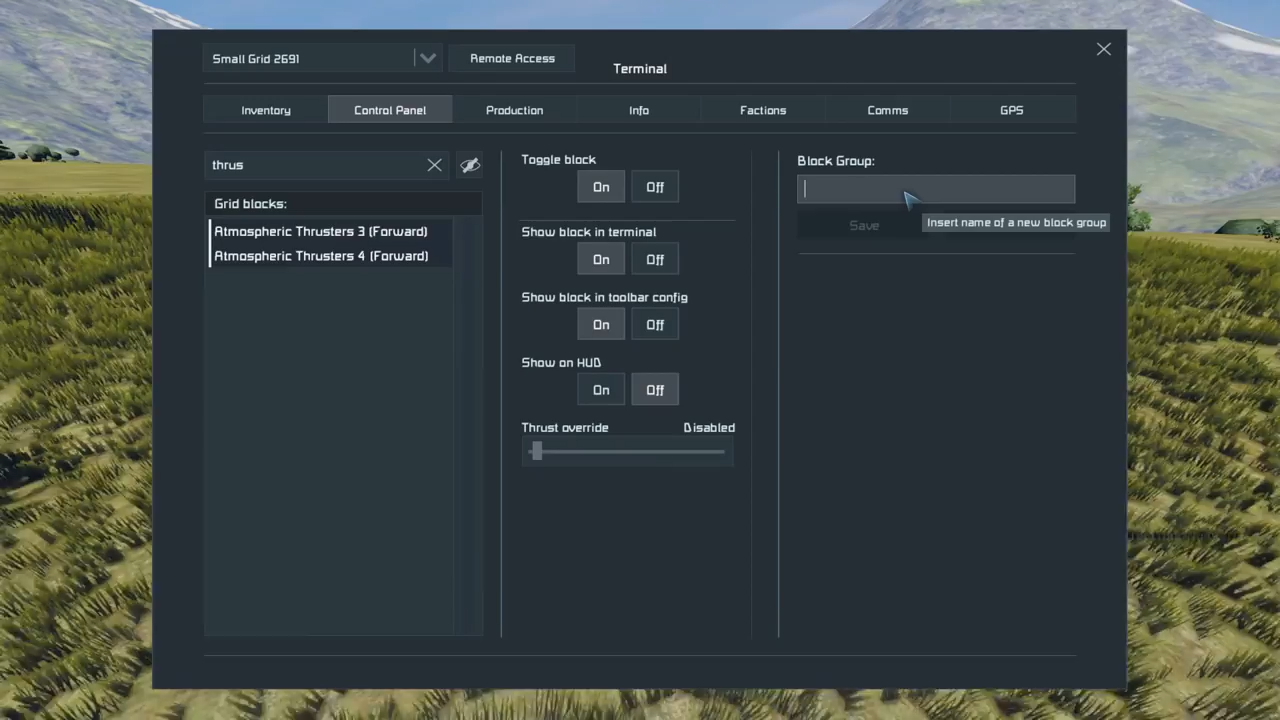 Small Grid 2691
Remote Access
Terminal
Inventory
Control Panel
Production
Info
Factions
Comms
GPS
thrus
Grid blocks:
Atmospheric Thrusters 3 (Forward)
Atmospheric Thrusters 4 (Forward)
Toggle block
On
Off
Show block in terminal
On
Off
Show block in toolbar config
On
Off
Show on HUD
On
Off
Thrust override
Disabled
Block Group:
Save
Insert name of a new block group